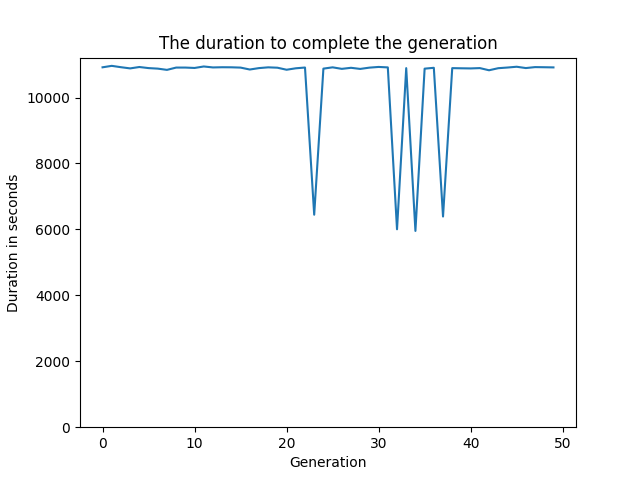 The duration to complete the generation
10000
8000
6000
4000
2000
0
Duration in seconds
0 10 20 30 40 50
Generation